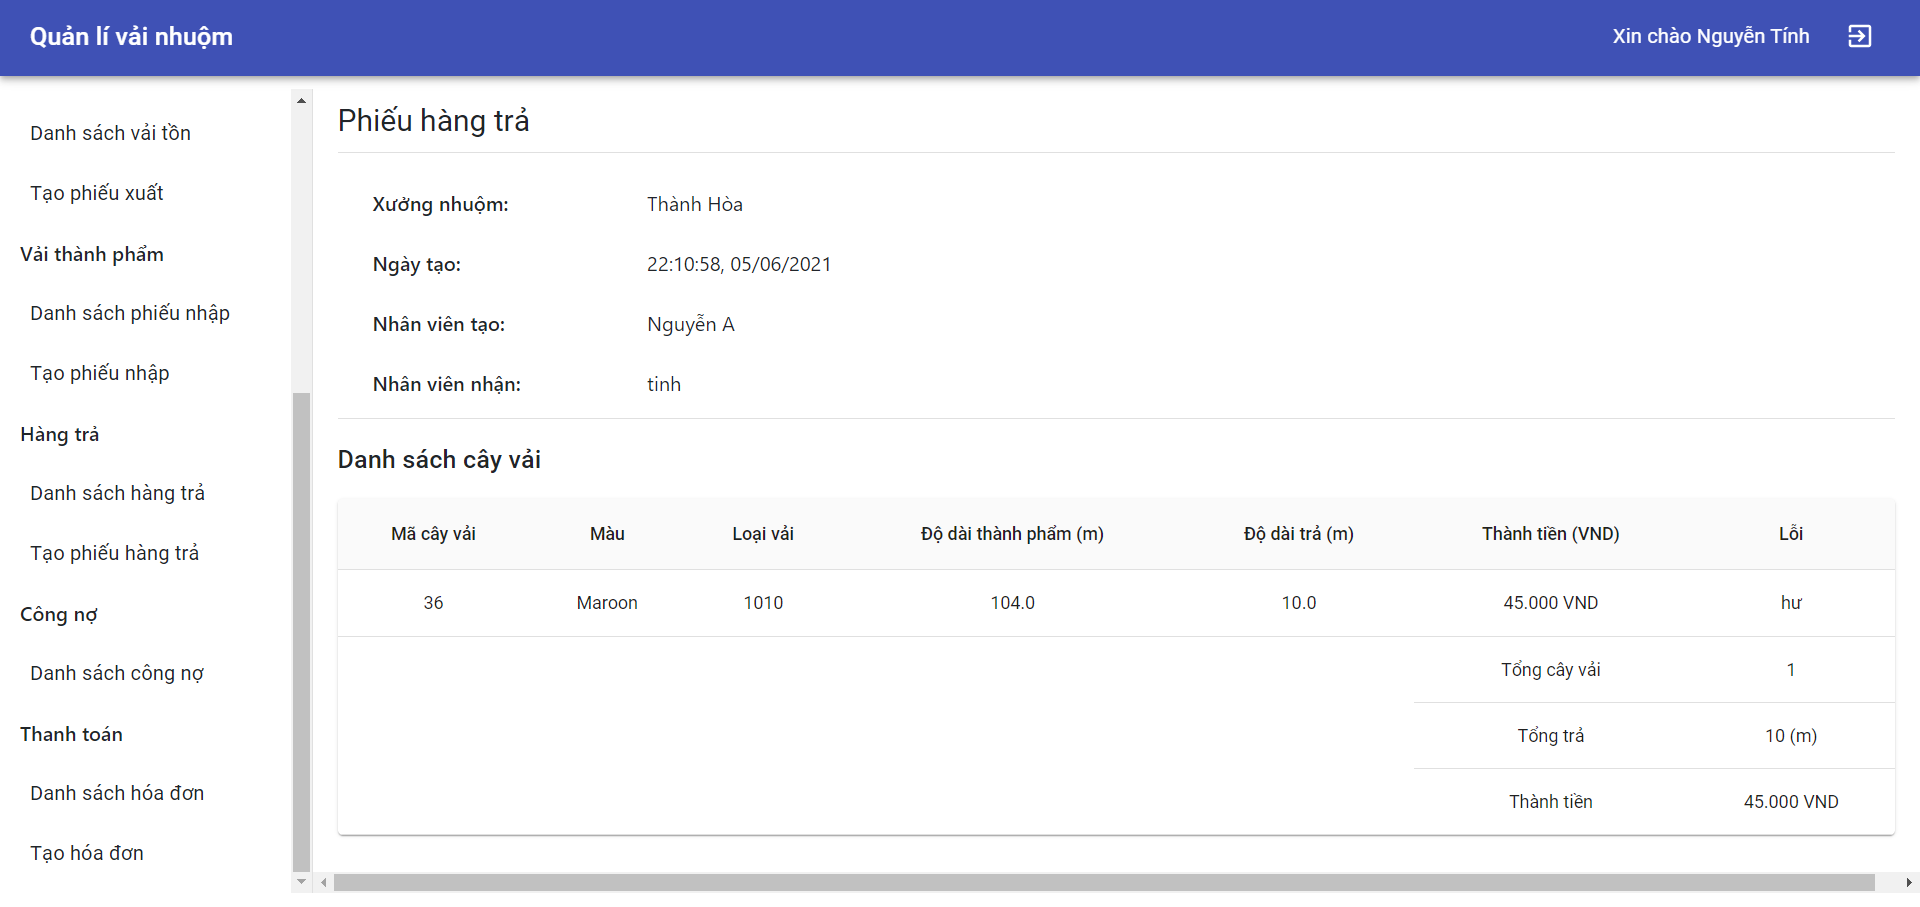 Quản lí vải nhuộm
Xin chào Nguyễn Tính
Danh sách vải tồn
Tạo phiếu xuất
Vải thành phẩm
Danh sách phiếu nhập
Tạo phiếu nhập
Hàng trả
Danh sách hàng trả
Tạo phiếu hàng trả
Công nợ
Danh sách công nợ
Thanh toán
Danh sách hóa đơn
Tạo hóa đơn
Phiếu hàng trả
Xưởng nhuộm: Thành Hòa
Ngày tạo: 22:10:58, 05/06/2021
Nhân viên tạo: Nguyễn A
Nhân viên nhận: tinh
Danh sách cây vải
Mã cây vải Màu Loại vải Độ dài thành phẩm (m) Độ dài trả (m) Thành tiền (VND) Lỗi
36 Maroon 1010 104.0 10.0 45.000 VND hư
Tổng cây vải 1
Tổng trả 10 (m)
Thành tiền 45.000 VND